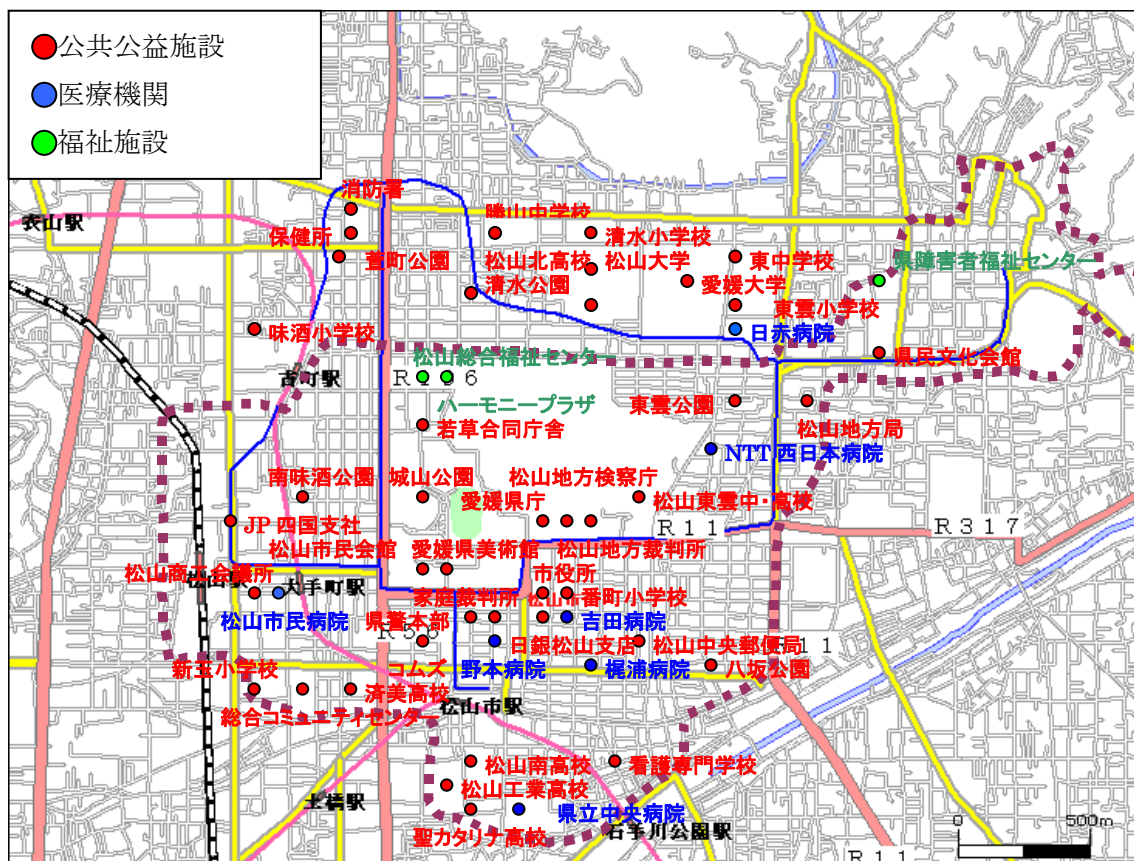 公共公益施設
医療機関
福祉施設
消防署
勝山中学校
衣山駅
保健所
清水小学校
萱町公園
松山北高校
松山大学
東中学校
県障害者福祉センター
清水公園
愛媛大学
東雲小学校
味酒小学校
日赤病院
松山総合福祉センター
県民文化会館
古町駅
ハーモニープラザ
東雲公園
若草合同庁舎
松山地方局
NTT 西日本病院
南味酒公園
城山公園
松山地方検察庁
愛媛県庁
松山東雲中・高校
JP 四国支社
R11
R317
松山市民会館
愛媛県美術館
松山地方裁判所
松山商工会議所
大手町駅
市役所
家庭裁判所
番町小学校
松山市民病院
県警本部
吉田病院
日銀松山支店
松山中央郵便局
新玉小学校
コムズ
野本病院
梶浦病院
八坂公園
済美高校
総合コミュニティセンター
松山市駅
松山南高校
看護専門学校
松山工業高校
土橋駅
県立中央病院
聖カタリナ高校
石手川公園駅
0
500m
R11